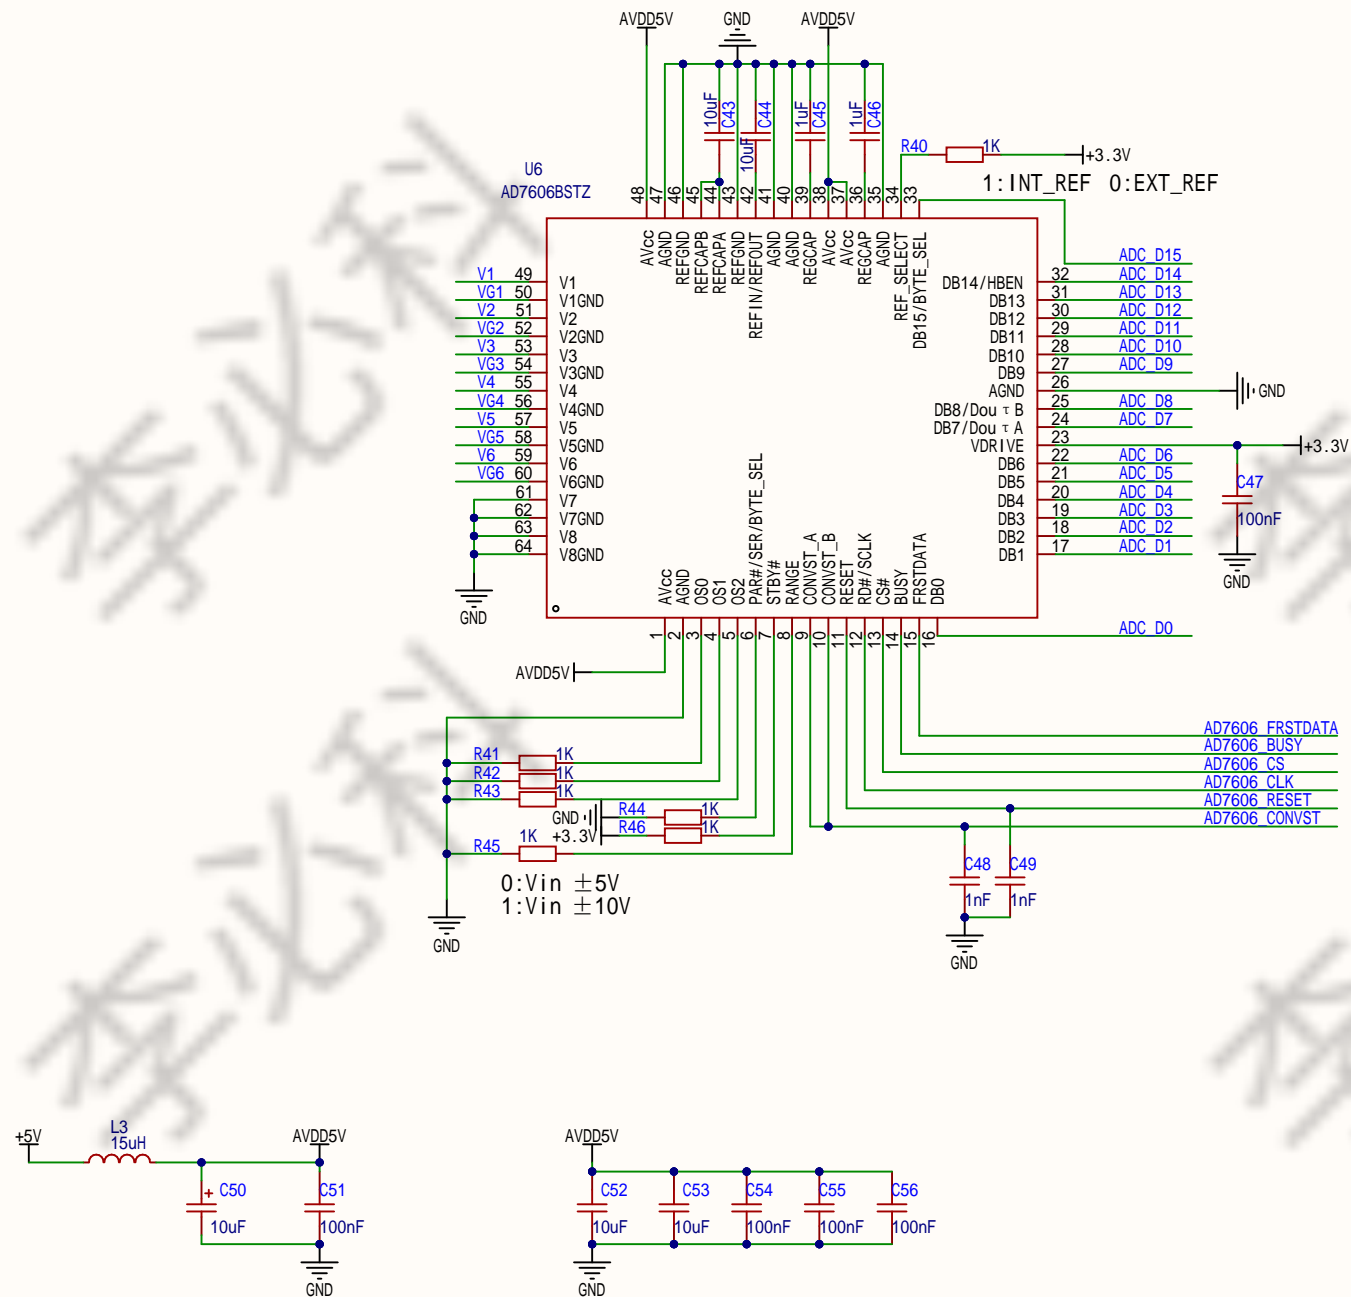 AVDD5V GND AVDD5V
10uF C43 C44 10uF 1uF C45 1uF C46
R40 1K +3.3V
1:INT_REF 0:EXT_REF
U6
AD7606BSTZ
48 47 46 45 44 43 42 41 40 39 38 37 36 35 34 33
AVcc AGND REFGND REFCAPB REFCAPA REFGND REFIN/REFOUT AGND AGND REGCAP AVcc AVcc REGCAP AGND REF_SELECT DB15/BYTE_SEL
ADC_D15
V1 49 V1
VG1 50 V1GND
V2 51 V2
VG2 52 V2GND
V3 53 V3
VG3 54 V3GND
V4 55 V4
VG4 56 V4GND
V5 57 V5
VG5 58 V5GND
V6 59 V6
VG6 60 V6GND
61 V7
62 V7GND
63 V8
64 V8GND
GND
DB14/HBEN 32 ADC_D14
DB13 31 ADC_D13
DB12 30 ADC_D12
DB11 29 ADC_D11
DB10 28 ADC_D10
DB9 27 ADC_D9
AGND 26 GND
DB8/Dou τ B 25 ADC_D8
DB7/Dou τ A 24 ADC_D7
VDRIVE 23 +3.3V
DB6 22 ADC_D6
DB5 21 ADC_D5
DB4 20 ADC_D4
DB3 19 ADC_D3
DB2 18 ADC_D2
DB1 17 ADC_D1
C47
100nF
GND
AVcc AGND OS0 OS1 OS2 PAR#/SER/BYTE_SEL STBY# RANGE CONVST_A CONVST_B RESET RD#/SCLK CS# BUSY FRSTDATA DB0
1 2 3 4 5 6 7 8 9 10 11 12 13 14 15 16
ADC_D0
AVDD5V
AD7606_FRSTDATA
AD7606_BUSY
AD7606_CS
AD7606_CLK
AD7606_RESET
AD7606_CONVST
R41 1K
R42 1K
R43 1K
GND R44 1K
+3.3V R46 1K
R45 1K
0:Vin ±5V
1:Vin ±10V
GND
C48 C49
1nF 1nF
GND
+5V L3 15uH AVDD5V
+ C50 C51
10uF 100nF
GND
AVDD5V
C52 C53 C54 C55 C56
10uF 10uF 100nF 100nF 100nF
GND